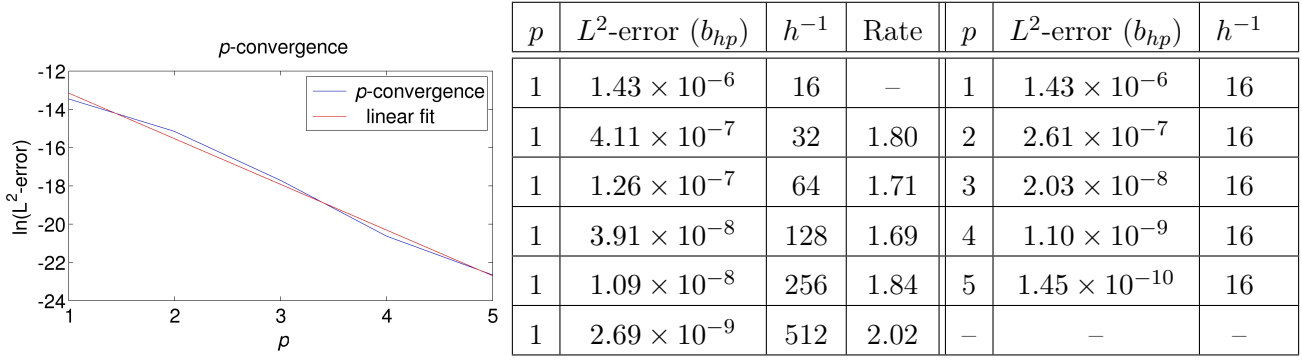 p-convergence
-12
-14
-16
-18
-20
-22
-24
ln(L²-error)
1 2 3 4 5
p
p-convergence
linear fit
p L²-error (b_{hp}) h⁻¹ Rate p L²-error (b_{hp}) h⁻¹
1 1.43 × 10⁻⁶ 16 – 1 1.43 × 10⁻⁶ 16
1 4.11 × 10⁻⁷ 32 1.80 2 2.61 × 10⁻⁷ 16
1 1.26 × 10⁻⁷ 64 1.71 3 2.03 × 10⁻⁸ 16
1 3.91 × 10⁻⁸ 128 1.69 4 1.10 × 10⁻⁹ 16
1 1.09 × 10⁻⁸ 256 1.84 5 1.45 × 10⁻¹⁰ 16
1 2.69 × 10⁻⁹ 512 2.02 – – –